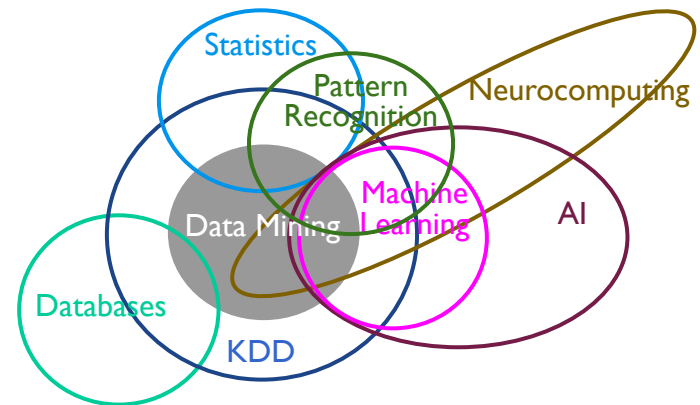 Statistics
Pattern
Recognition
Neurocomputing
Machine
Learning
AI
Data Mining
Databases
KDD